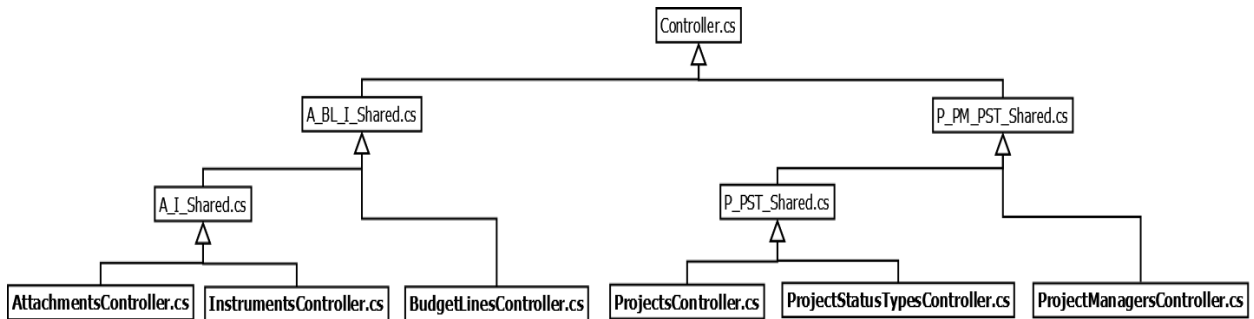 Controller.cs
A_BL_I_Shared.cs
P_PM_PST_Shared.cs
A_I_Shared.cs
P_PST_Shared.cs
AttachmentsController.cs
InstrumentsController.cs
BudgetLinesController.cs
ProjectsController.cs
ProjectStatusTypesController.cs
ProjectManagersController.cs